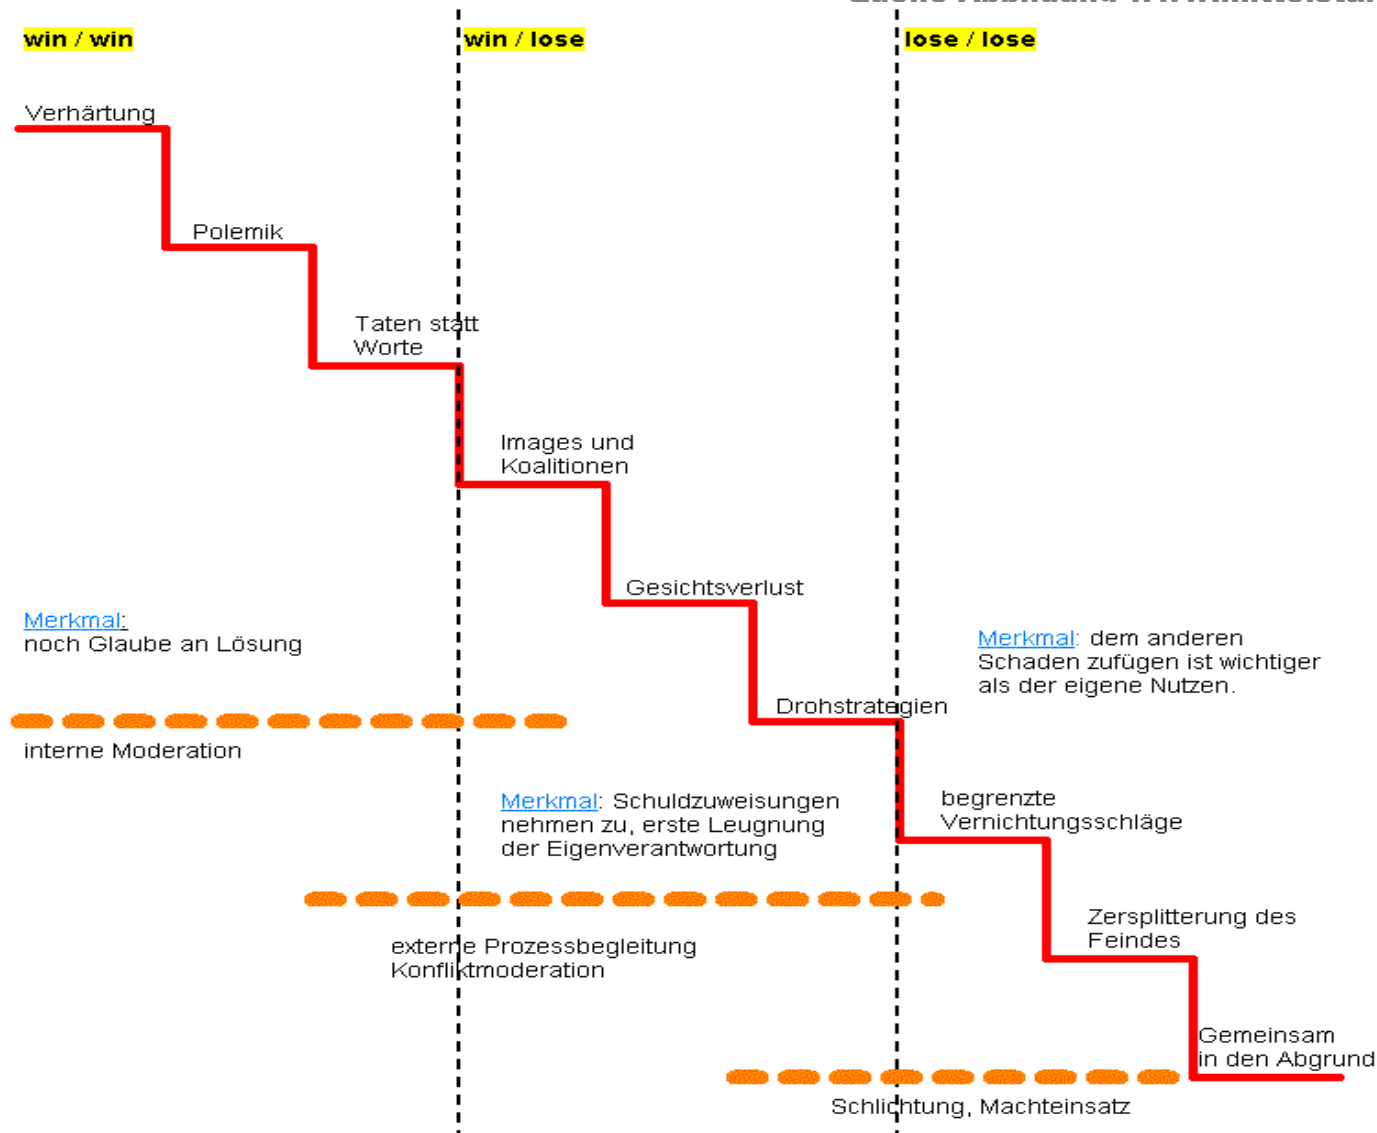 Quelle Abbildung
win / win
win / lose
lose / lose
Verhärtung
Polemik
Taten statt
Worte
Images und
Koalitionen
Gesichtsverlust
Merkmal:
noch Glaube an Lösung
Merkmal: dem anderen
Schaden zufügen ist wichtiger
als der eigene Nutzen.
Drohstrategien
interne Moderation
Merkmal: Schuldzuweisungen
nehmen zu, erste Leugnung
der Eigenverantwortung
begrenzte
Vernichtungsschläge
Zersplitterung des
Feindes
externe Prozessbegleitung
Konfliktmoderation
Gemeinsam
in den Abgrund
Schlichtung, Machteinsatz